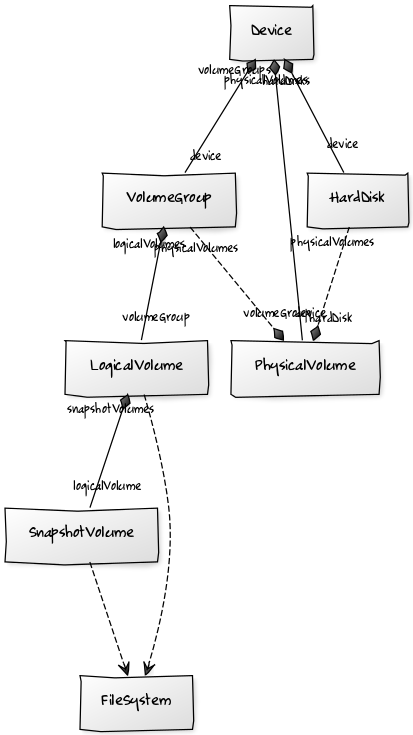 Device
volumeGroups
physicalVolumes
hardDisks
device
device
VolumeGroup
HardDisk
logicalVolumes
physicalVolumes
physicalVolumes
volumeGroup
volumeGroup
device
hardDisk
LogicalVolume
PhysicalVolume
snapshotVolumes
logicalVolume
SnapshotVolume
FileSystem